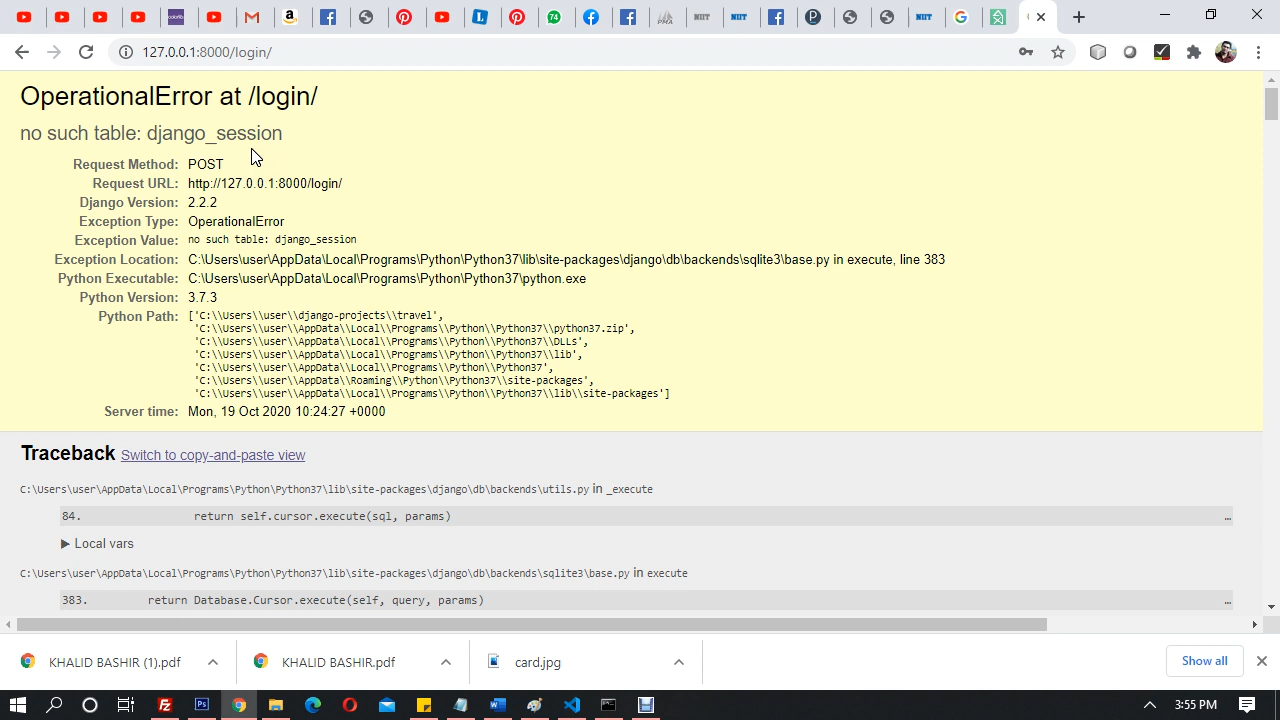 colorlib
74
NIIT
NIIT
NIIT
127.0.0.1:8000/login/
OperationalError at /login/
no such table: django_session
Request Method: POST
Request URL: http://127.0.0.1:8000/login/
Django Version: 2.2.2
Exception Type: OperationalError
Exception Value: no such table: django_session
Exception Location: C:\Users\user\AppData\Local\Programs\Python\Python37\lib\site-packages\django\db\backends\sqlite3\base.py in execute, line 383
Python Executable: C:\Users\user\AppData\Local\Programs\Python\Python37\python.exe
Python Version: 3.7.3
Python Path: ['C:\\Users\\user\\django-projects\\travel',
'C:\\Users\\user\\AppData\\Local\\Programs\\Python\\Python37\\python37.zip',
'C:\\Users\\user\\AppData\\Local\\Programs\\Python\\Python37\\DLLs',
'C:\\Users\\user\\AppData\\Local\\Programs\\Python\\Python37\\lib',
'C:\\Users\\user\\AppData\\Local\\Programs\\Python\\Python37',
'C:\\Users\\user\\AppData\\Roaming\\Python\\Python37\\site-packages',
'C:\\Users\\user\\AppData\\Local\\Programs\\Python\\Python37\\lib\\site-packages']
Server time: Mon, 19 Oct 2020 10:24:27 +0000
Traceback Switch to copy-and-paste view
C:\Users\user\AppData\Local\Programs\Python\Python37\lib\site-packages\django\db\backends\utils.py in _execute
84. return self.cursor.execute(sql, params) …
▶ Local vars
C:\Users\user\AppData\Local\Programs\Python\Python37\lib\site-packages\django\db\backends\sqlite3\base.py in execute
383. return Database.Cursor.execute(self, query, params) …
KHALID BASHIR (1).pdf
KHALID BASHIR.pdf
card.jpg
Show all
3:55 PM